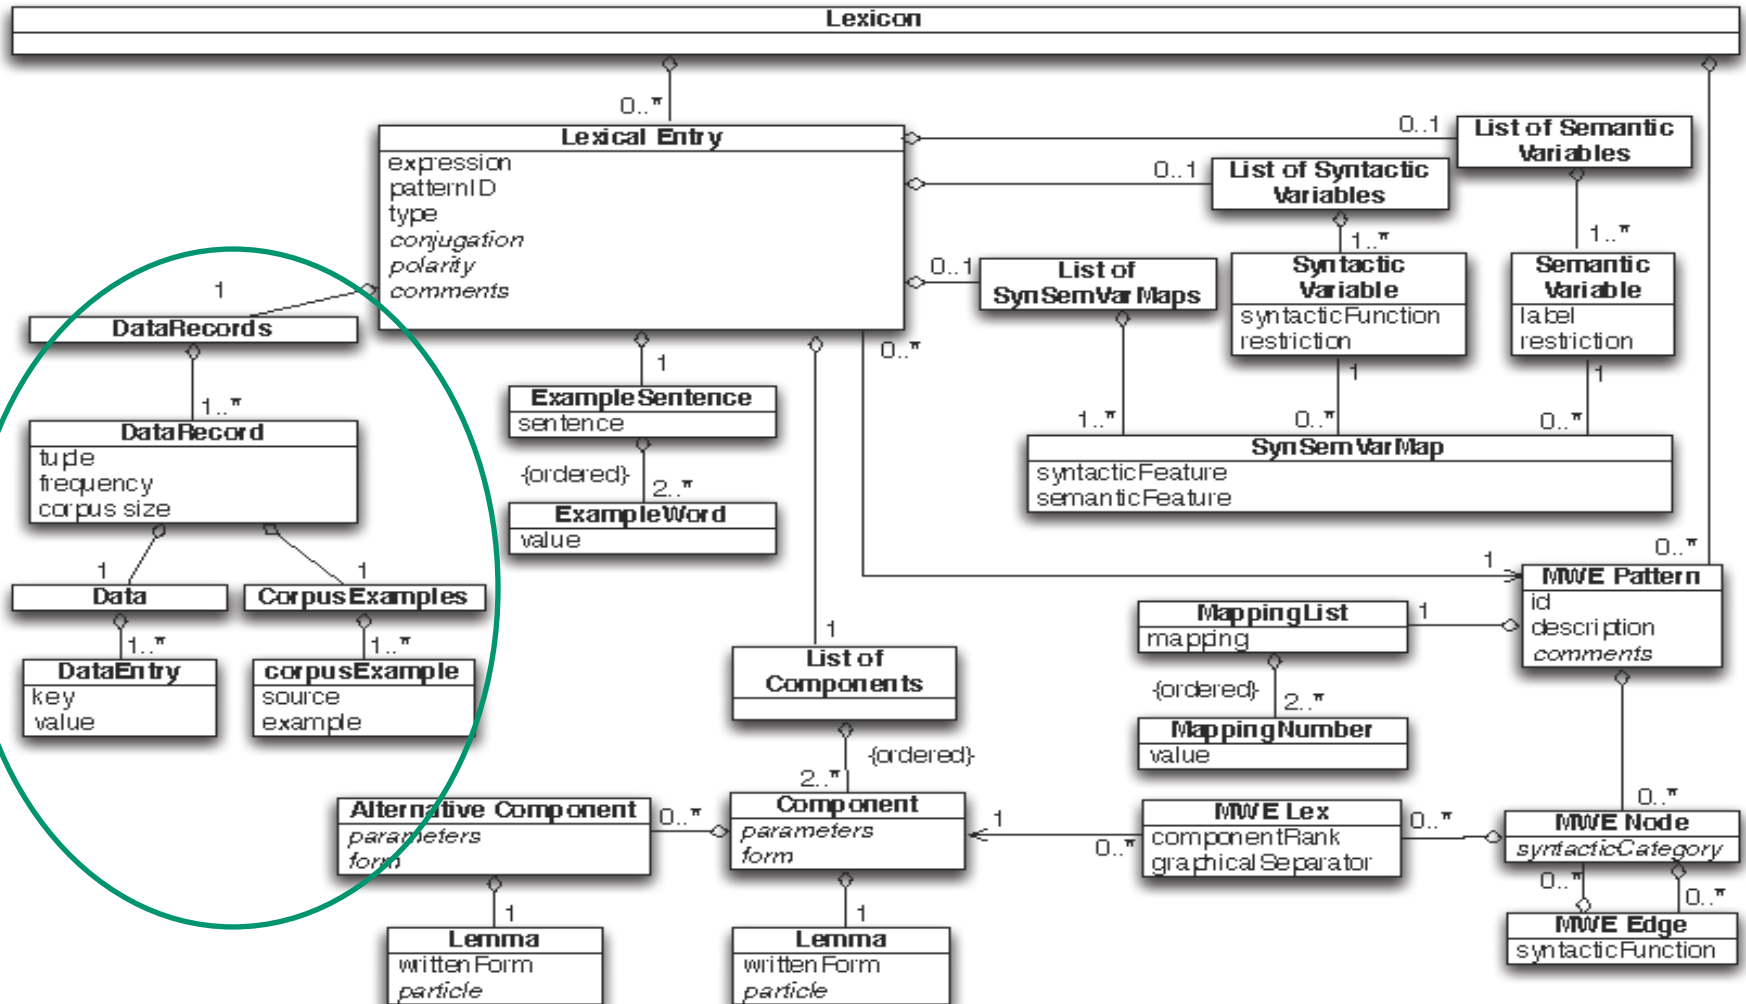 Lexicon
0..*
Lexical Entry
expression
patternID
type
conjugation
polarity
comments
0..1
List of Semantic
Variables
0..1
List of Syntactic
Variables
0..1
List of
SynSemVarMaps
1..*
Syntactic
Variable
syntacticFunction
restriction
1..*
Semantic
Variable
label
restriction
1
DataRecords
1..*
DataRecord
tuple
frequency
corpus size
1
Data
1
CorpusExamples
1..*
DataEntry
key
value
1..*
corpusExample
source
example
1
ExampleSentence
sentence
{ordered}
2..*
ExampleWord
value
0..*
1..*
1
0..*
1
0..*
SynSemVarMap
syntacticFeature
semanticFeature
1
0..*
MWE Pattern
id
description
comments
1
MappingList
mapping
{ordered}
2..*
MappingNumber
value
1
List of
Components
{ordered}
2..*
Component
parameters
form
0..*
Alternative Component
parameters
form
1
Lemma
writtenForm
particle
1
Lemma
writtenForm
particle
1
0..*
MWE Lex
componentRank
graphicalSeparator
0..*
0..*
MWE Node
syntacticCategory
0..*
0..*
MWE Edge
syntacticFunction